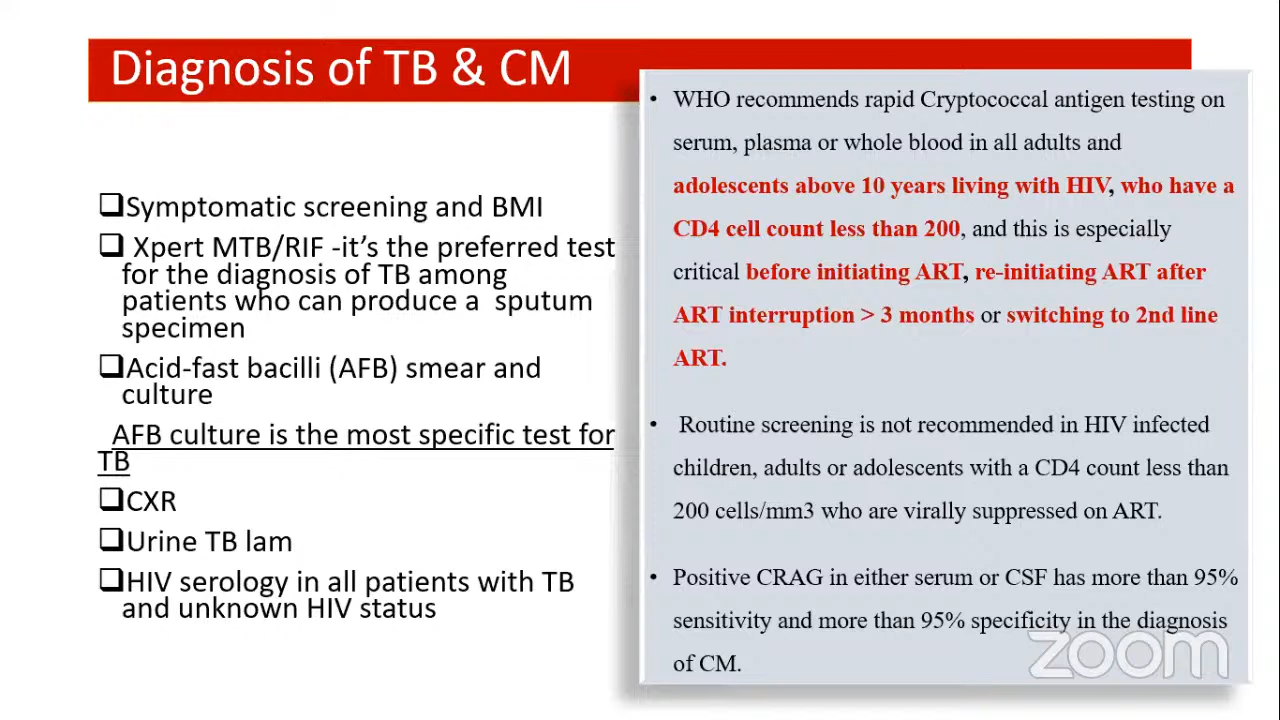 Diagnosis of TB & CM
❑Symptomatic screening and BMI
❑ Xpert MTB/RIF -it's the preferred test
for the diagnosis of TB among
patients who can produce a  sputum
specimen
❑Acid-fast bacilli (AFB) smear and
culture
AFB culture is the most specific test for
TB
❑CXR
❑Urine TB lam
❑HIV serology in all patients with TB
and unknown HIV status
• WHO recommends rapid Cryptococcal antigen testing on
serum, plasma or whole blood in all adults and
adolescents above 10 years living with HIV, who have a
CD4 cell count less than 200, and this is especially
critical before initiating ART, re-initiating ART after
ART interruption > 3 months or switching to 2nd line
ART.
• Routine screening is not recommended in HIV infected
children, adults or adolescents with a CD4 count less than
200 cells/mm3 who are virally suppressed on ART.
• Positive CRAG in either serum or CSF has more than 95%
sensitivity and more than 95% specificity in the diagnosis
of CM.
zoom